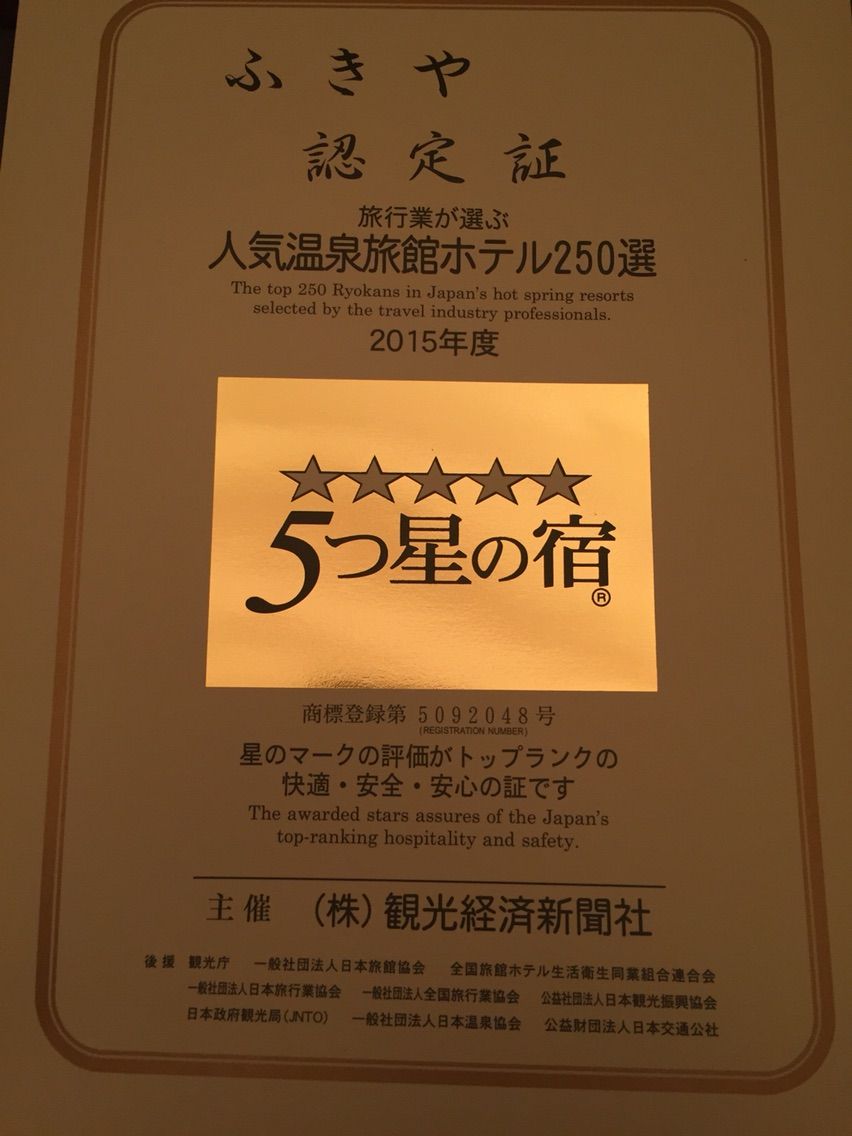 ふきや
認定証
旅行業が選ぶ
人気温泉旅館ホテル250選
The top 250 Ryokans in Japan's hot spring resorts
selected by the travel industry professionals.
2015年度
5つ星の宿
®
商標登録第 5092048 号
(REGISTRATION NUMBER)
星のマークの評価がトップランクの
快適・安全・安心の証です
The awarded stars assures of the Japan's
top-ranking hospitality and safety.
主催 (株)観光経済新聞社
後援 観光庁 一般社団法人日本旅館協会 全国旅館ホテル生活衛生同業組合連合会
一般社団法人日本旅行業協会 一般社団法人全国旅行業協会 公益社団法人日本観光振興協会
日本政府観光局(JNTO) 一般社団法人日本温泉協会 公益財団法人日本交通公社